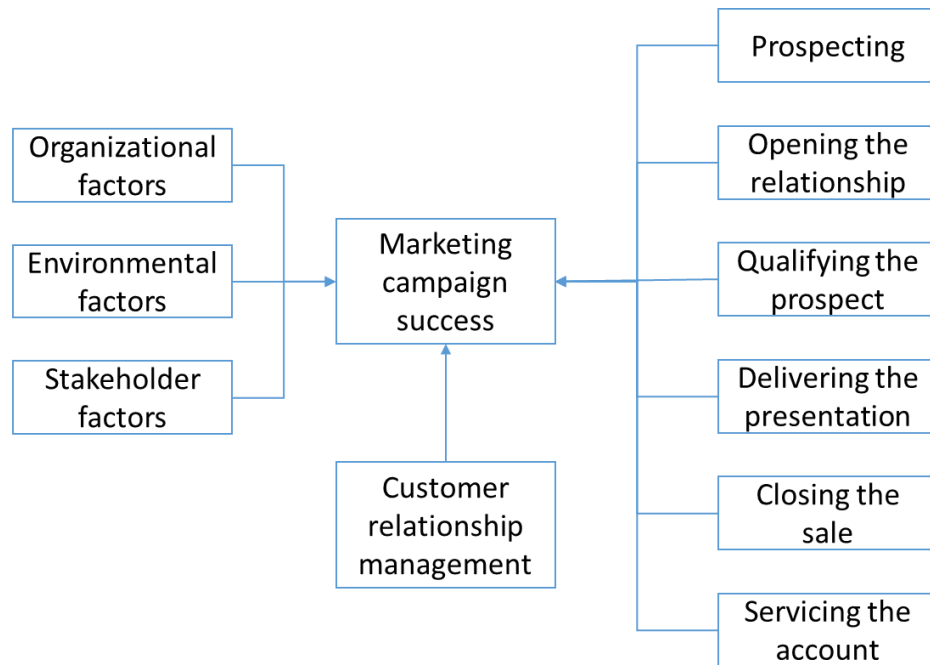 Organizational
factors
Environmental
factors
Stakeholder
factors
Marketing
campaign
success
Customer
relationship
management
Prospecting
Opening the
relationship
Qualifying the
prospect
Delivering the
presentation
Closing the
sale
Servicing the
account